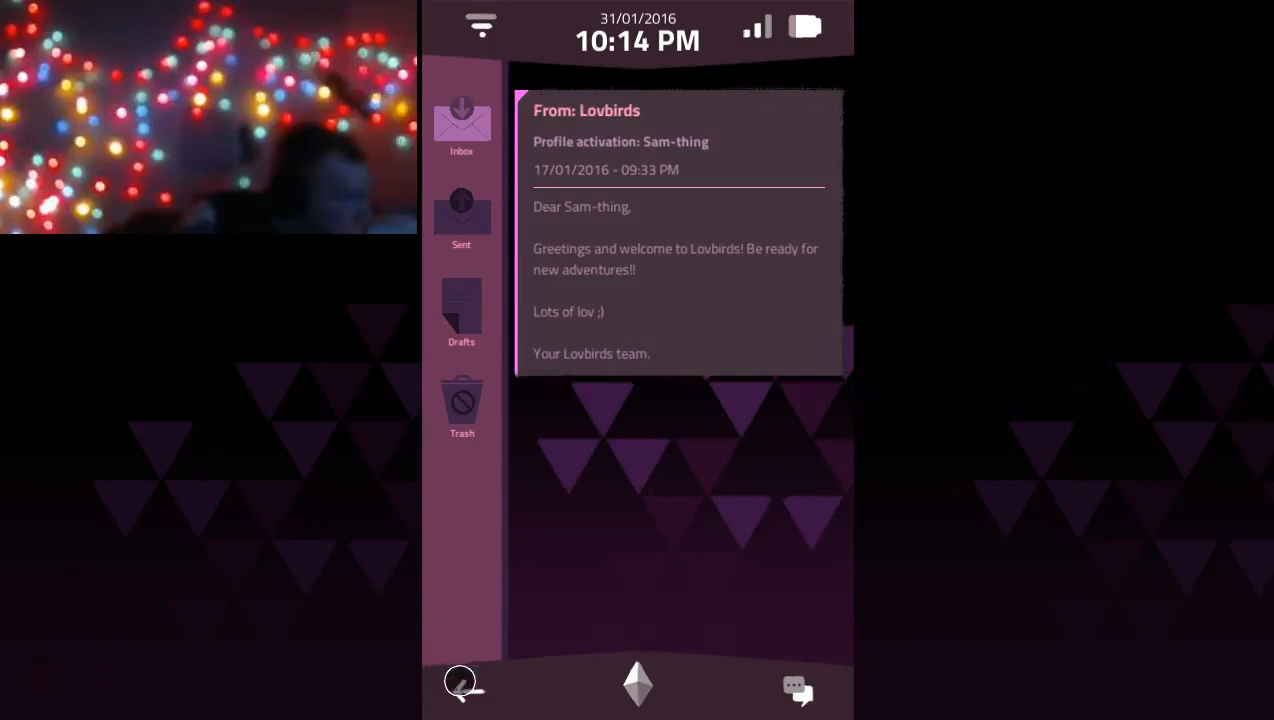 31/01/2016
10:14 PM
Inbox
Sent
Drafts
Trash
From: Lovbirds
Profile activation: Sam-thing
17/01/2016 - 09:33 PM
Dear Sam-thing,
Greetings and welcome to Lovbirds! Be ready for
new adventures!!
Lots of lov ;)
Your Lovbirds team.